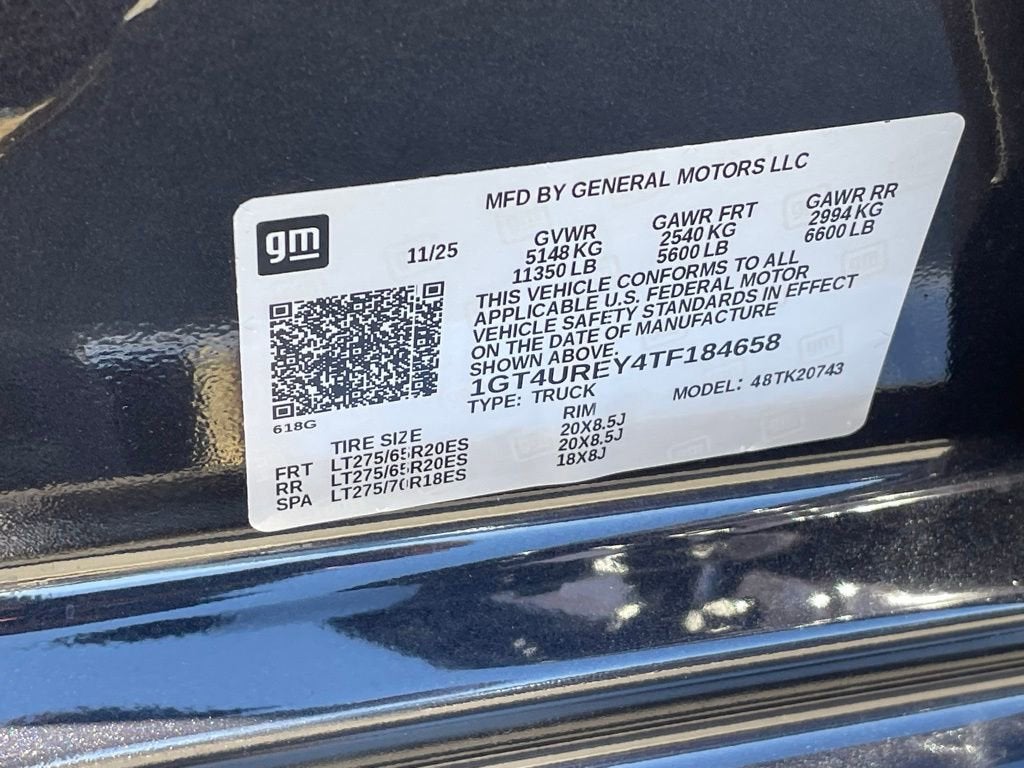 gm
MFD BY GENERAL MOTORS LLC
11/25
GVWR
5148 KG
11350 LB
GAWR FRT
2540 KG
5600 LB
GAWR RR
2994 KG
6600 LB
THIS VEHICLE CONFORMS TO ALL
APPLICABLE U.S. FEDERAL MOTOR
VEHICLE SAFETY STANDARDS IN EFFECT
ON THE DATE OF MANUFACTURE
SHOWN ABOVE.
1GT4UREY4TF184658
TYPE: TRUCK
MODEL: 48TK20743
618G
TIRE SIZE RIM
FRT LT275/65R20ES 20X8.5J
RR LT275/65R20ES 20X8.5J
SPA LT275/70R18ES 18X8J